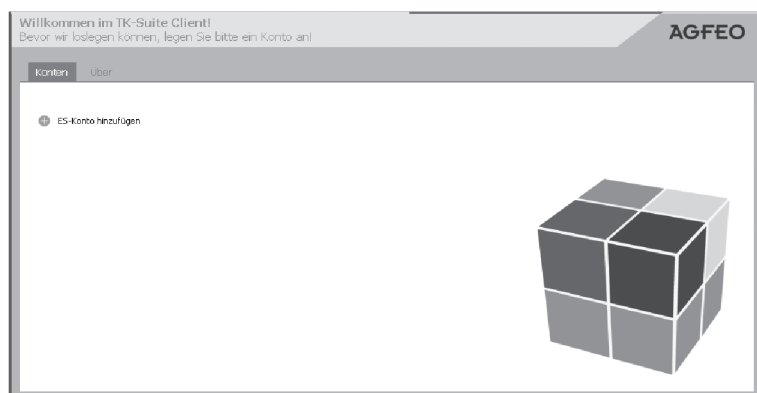 Willkommen im TK-Suite Client!
Bevor wir loslegen können, legen Sie bitte ein Konto an!
AGFEO
Konten Über
ES-Konto hinzufügen